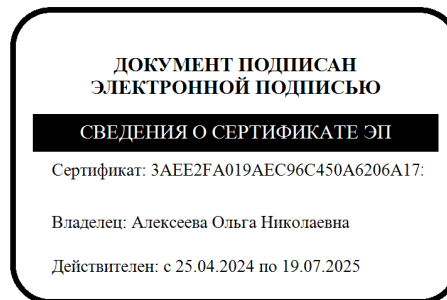 ДОКУМЕНТ ПОДПИСАН
ЭЛЕКТРОННОЙ ПОДПИСЬЮ
СВЕДЕНИЯ О СЕРТИФИКАТЕ ЭП
Сертификат: 3AEE2FA019AEC96C450A6206A17:
Владелец: Алексеева Ольга Николаевна
Действителен: с 25.04.2024 по 19.07.2025